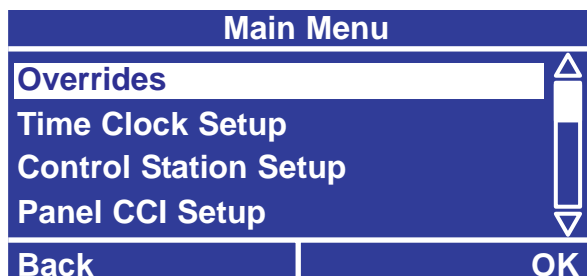 Main Menu
Overrides
Time Clock Setup
Control Station Setup
Panel CCI Setup
Back OK